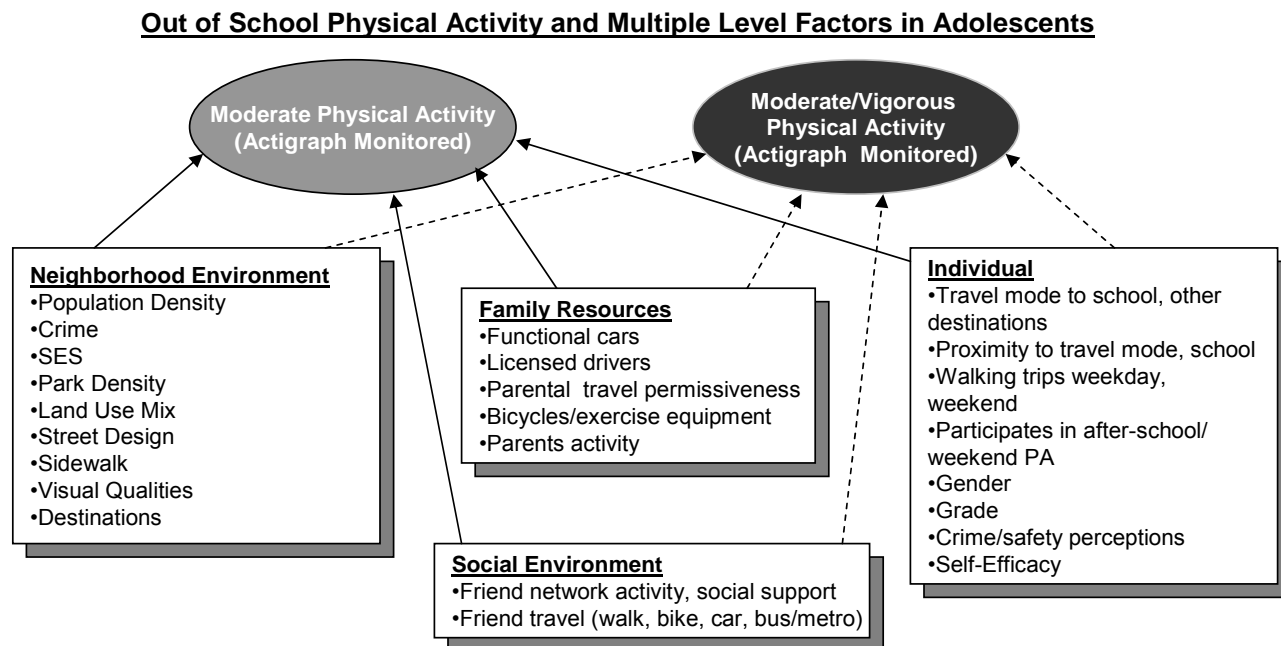 Out of School Physical Activity and Multiple Level Factors in Adolescents
Moderate Physical Activity
(Actigraph Monitored)
Moderate/Vigorous
Physical Activity
(Actigraph Monitored)
Neighborhood Environment
•Population Density
•Crime
•SES
•Park Density
•Land Use Mix
•Street Design
•Sidewalk
•Visual Qualities
•Destinations
Family Resources
•Functional cars
•Licensed drivers
•Parental travel permissiveness
•Bicycles/exercise equipment
•Parents activity
Individual
•Travel mode to school, other
destinations
•Proximity to travel mode, school
•Walking trips weekday,
weekend
•Participates in after-school/
weekend PA
•Gender
•Grade
•Crime/safety perceptions
•Self-Efficacy
Social Environment
•Friend network activity, social support
•Friend travel (walk, bike, car, bus/metro)